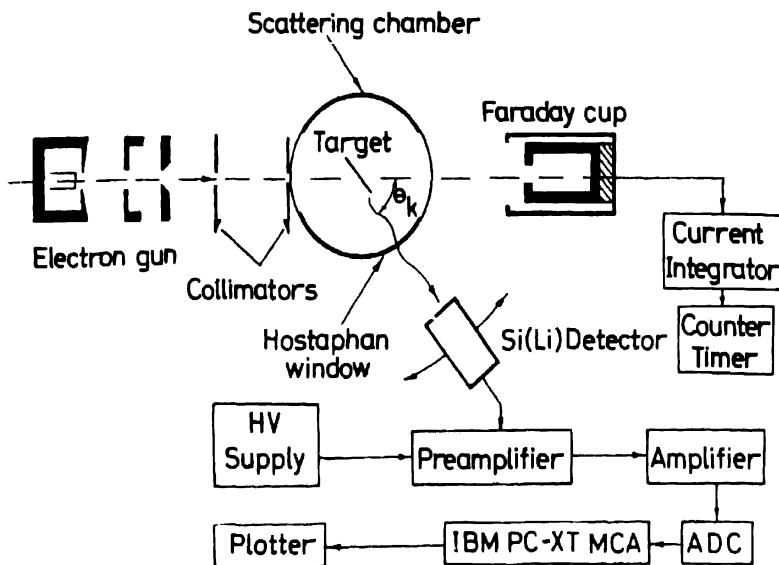 Scattering chamber
Faraday cup
Target
θk
Electron gun
Collimators
Current
Integrator
Counter
Timer
Hostaphan
window
Si(Li)Detector
HV
Supply
Preamplifier
Amplifier
Plotter
IBM PC-XT MCA
ADC